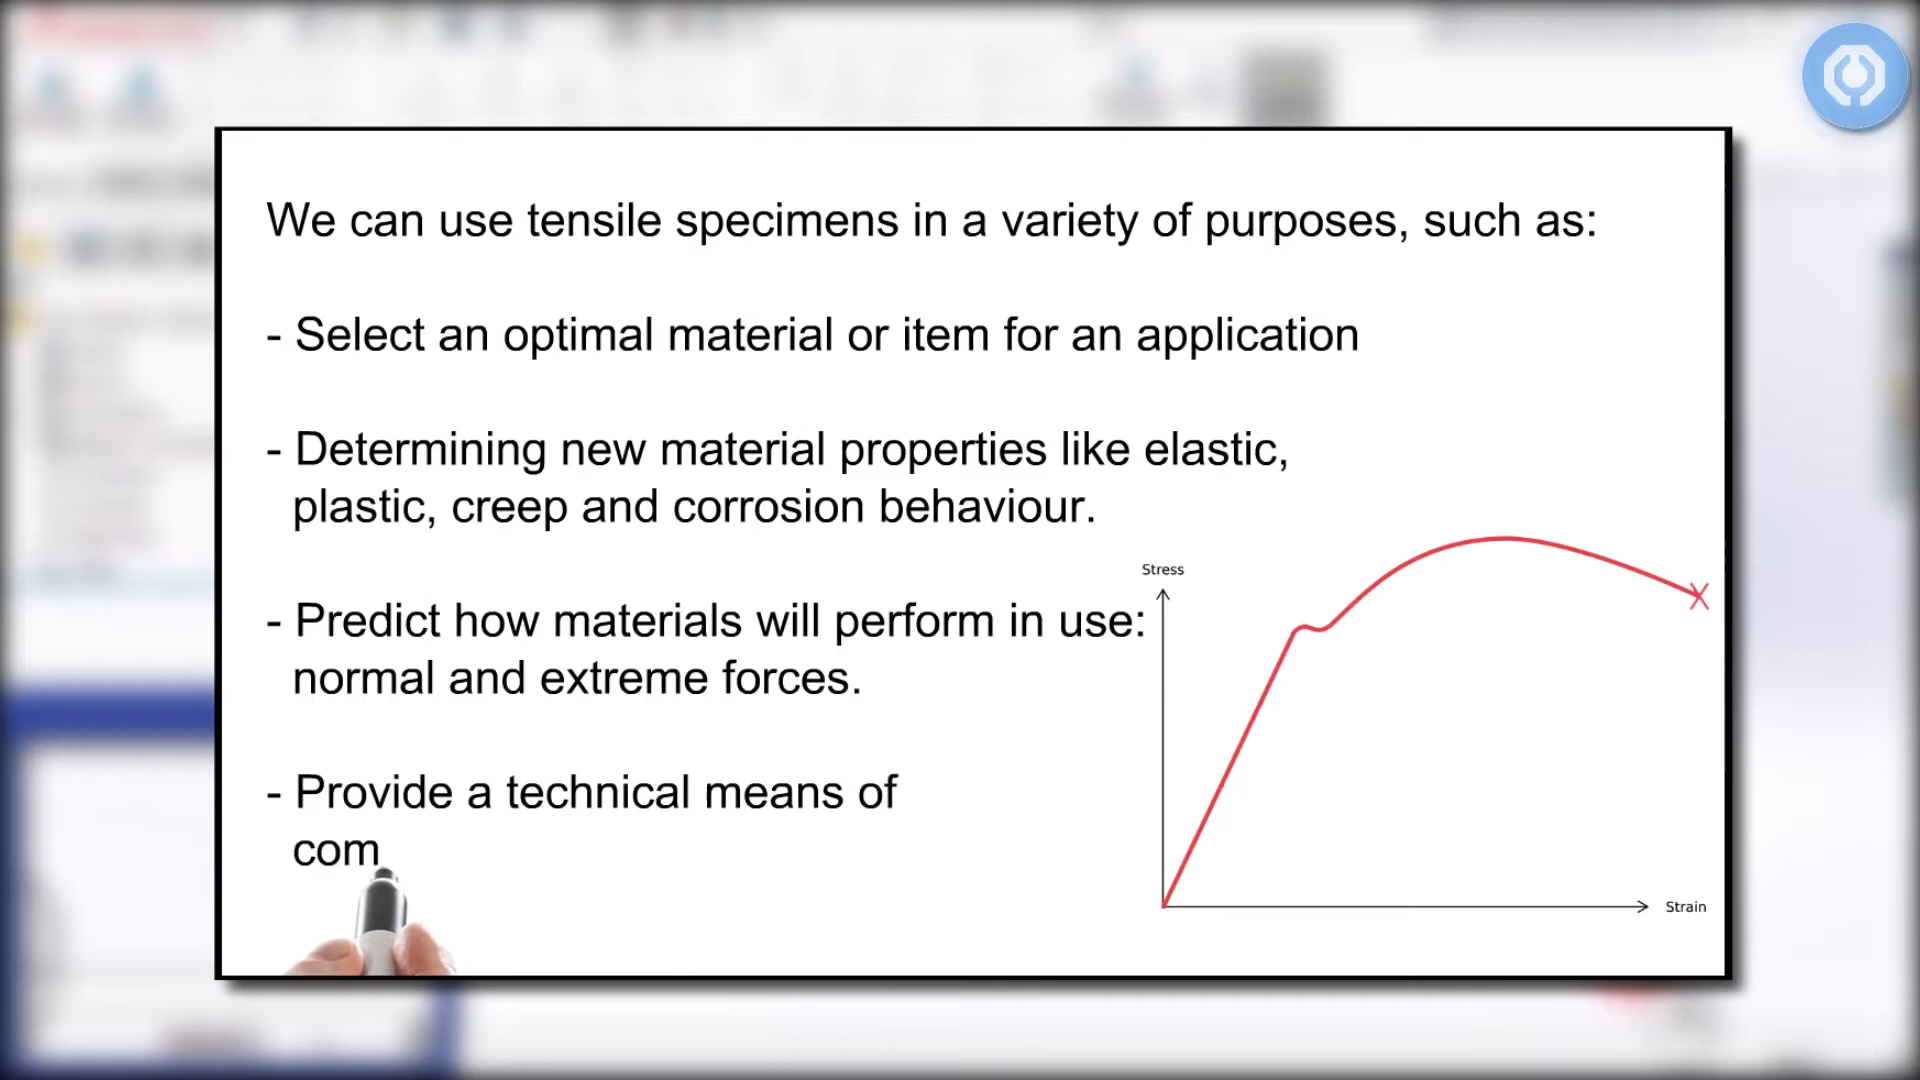 We can use tensile specimens in a variety of purposes, such as:
- Select an optimal material or item for an application
- Determining new material properties like elastic,
plastic, creep and corrosion behaviour.
- Predict how materials will perform in use:
normal and extreme forces.
- Provide a technical means of
com
Stress
Strain